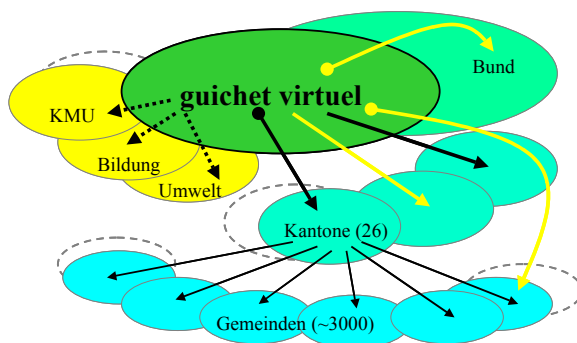 Bund
guichet virtuel
KMU
Bildung
Umwelt
Kantone (26)
Gemeinden (~3000)